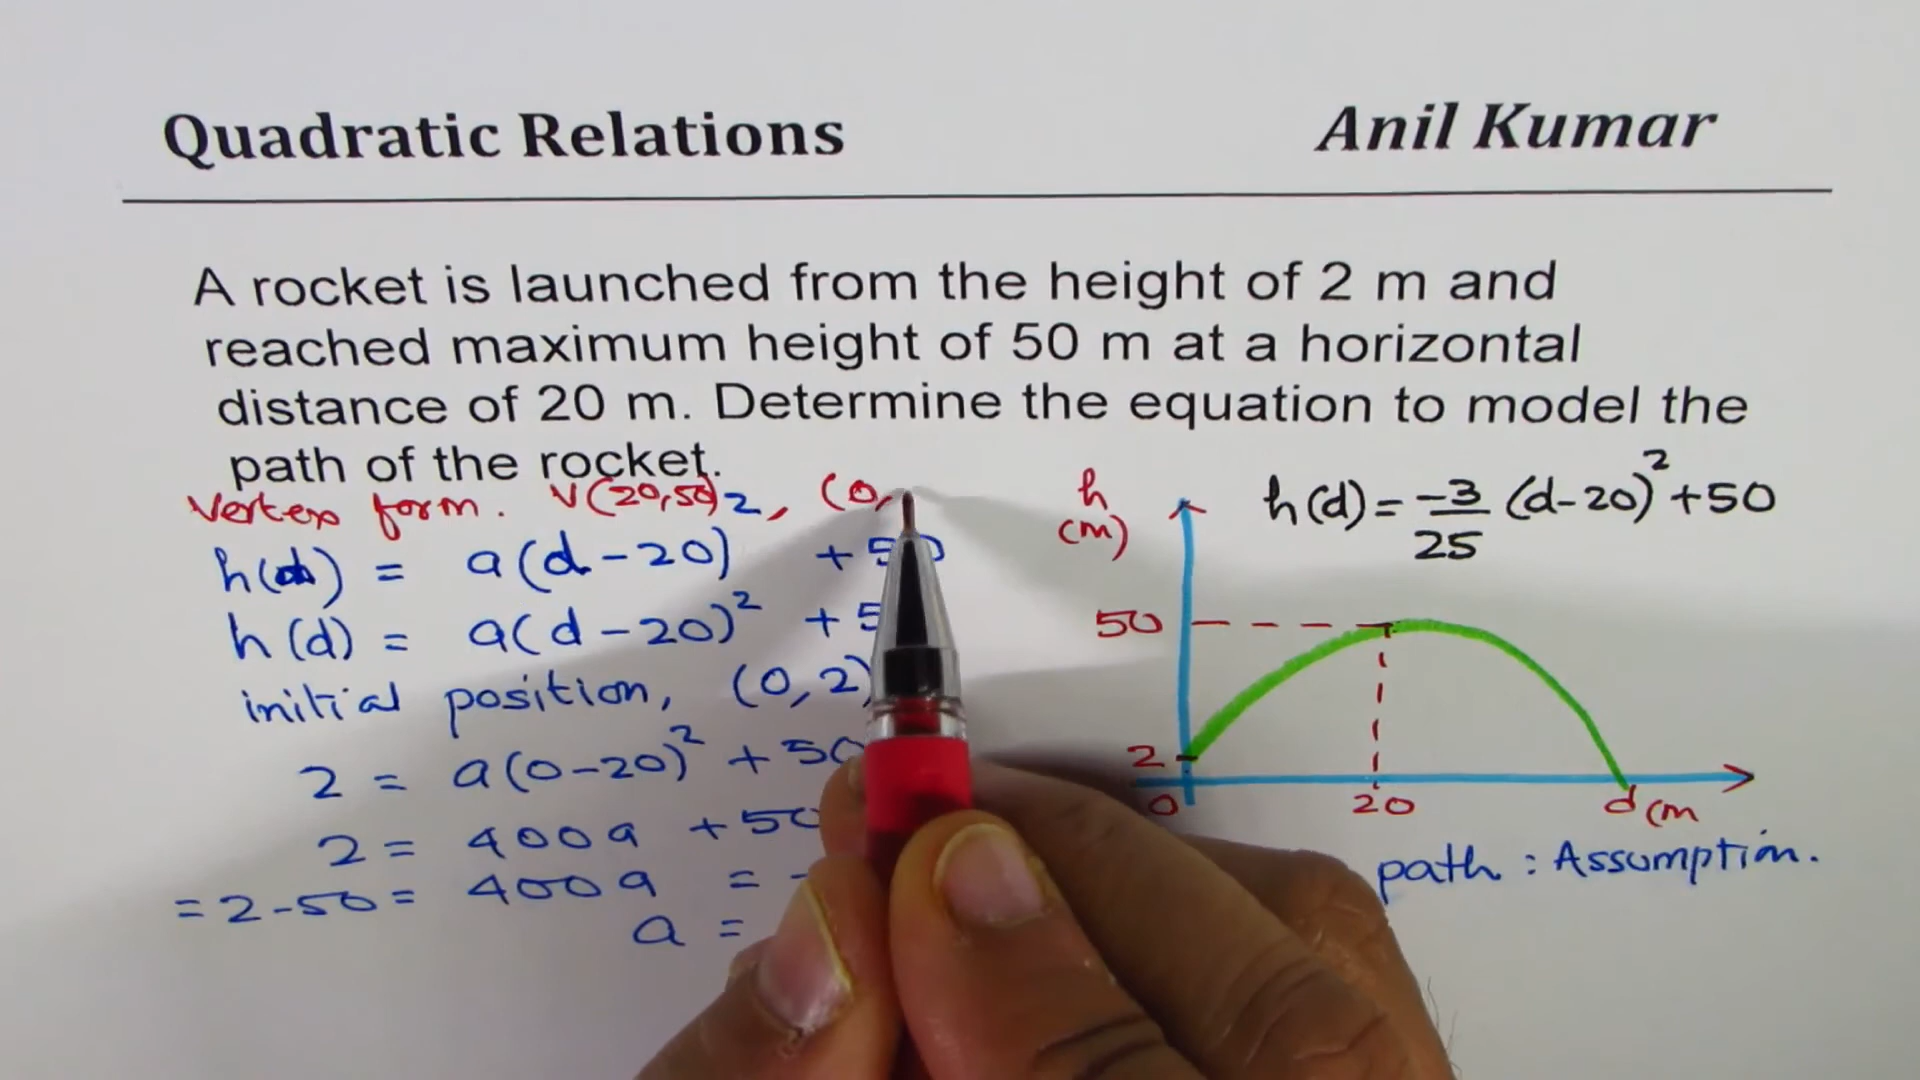 Quadratic Relations
Anil Kumar
A rocket is launched from the height of 2 m and
reached maximum height of 50 m at a horizontal
distance of 20 m. Determine the equation to model the
path of the rocket.
Vertex form. V(20,50), (0,
h(d) = a(d-20)² + 50
h(d) = a(d-20)² + 5
initial position, (0,2)
2 = a(0-20)² + 50
2 = 400a + 50
=2-50= 400a = -
a =
h(d) = -3/25 (d-20)² +50
h
(m)
50
2
0
20
d(m
path : Assumption.